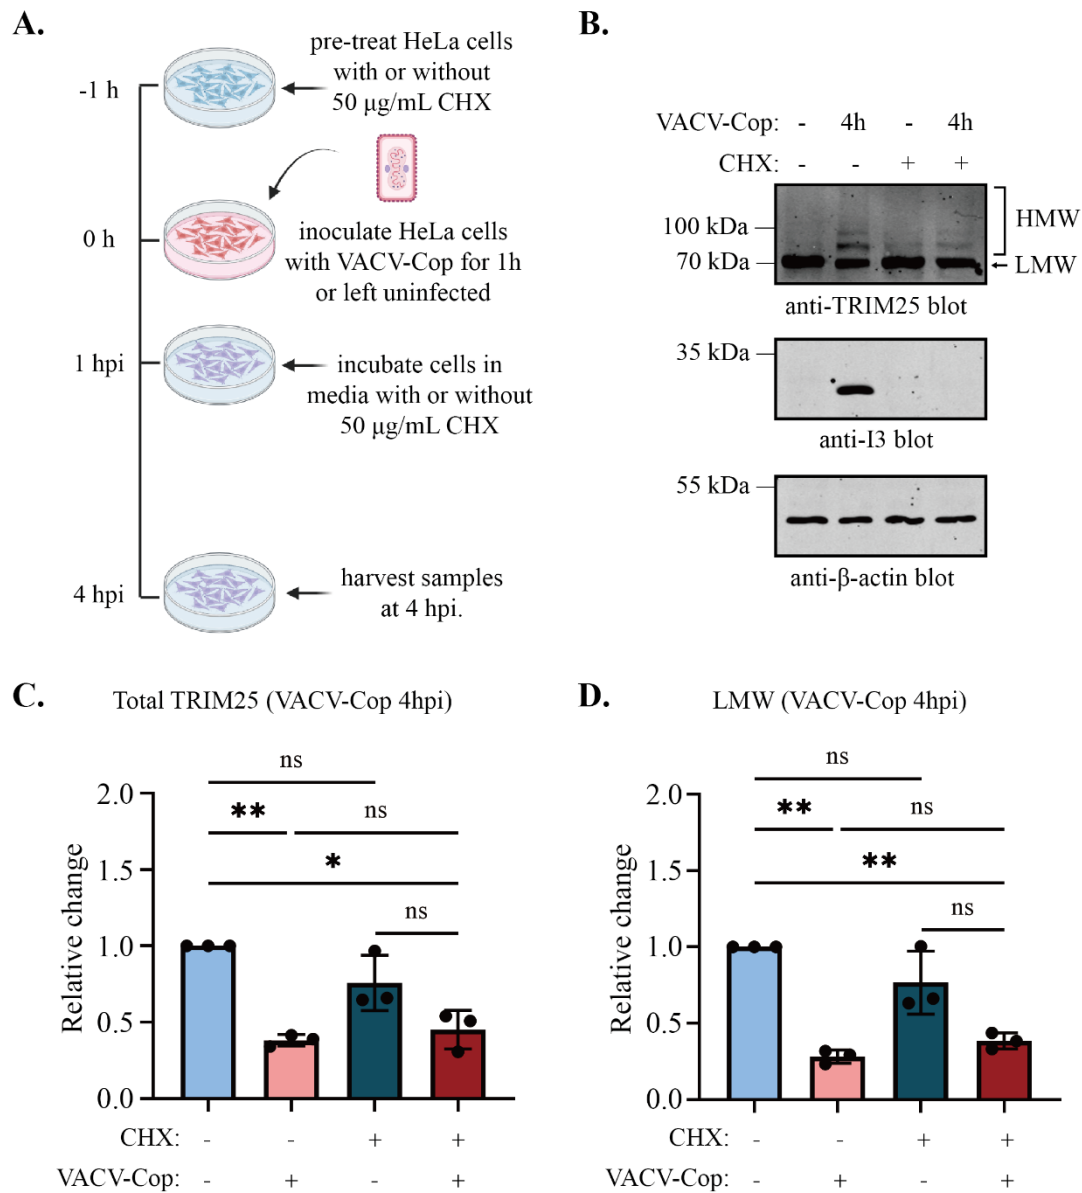 A.
-1 h
pre-treat HeLa cells
with or without
50 μg/mL CHX
0 h
inoculate HeLa cells
with VACV-Cop for 1h
or left uninfected
1 hpi
incubate cells in
media with or without
50 μg/mL CHX
4 hpi
harvest samples
at 4 hpi.
B.
VACV-Cop: - 4h - 4h
CHX: - - + +
100 kDa
70 kDa
HMW
LMW
anti-TRIM25 blot
35 kDa
anti-I3 blot
55 kDa
anti-β-actin blot
C.
Total TRIM25 (VACV-Cop 4hpi)
Relative change
2.0
1.5
1.0
0.5
0.0
ns
** ns
*
ns
CHX: - - + +
VACV-Cop: - + - +
D.
LMW (VACV-Cop 4hpi)
Relative change
2.0
1.5
1.0
0.5
0.0
ns
** ns
**
ns
CHX: - - + +
VACV-Cop: - + - +